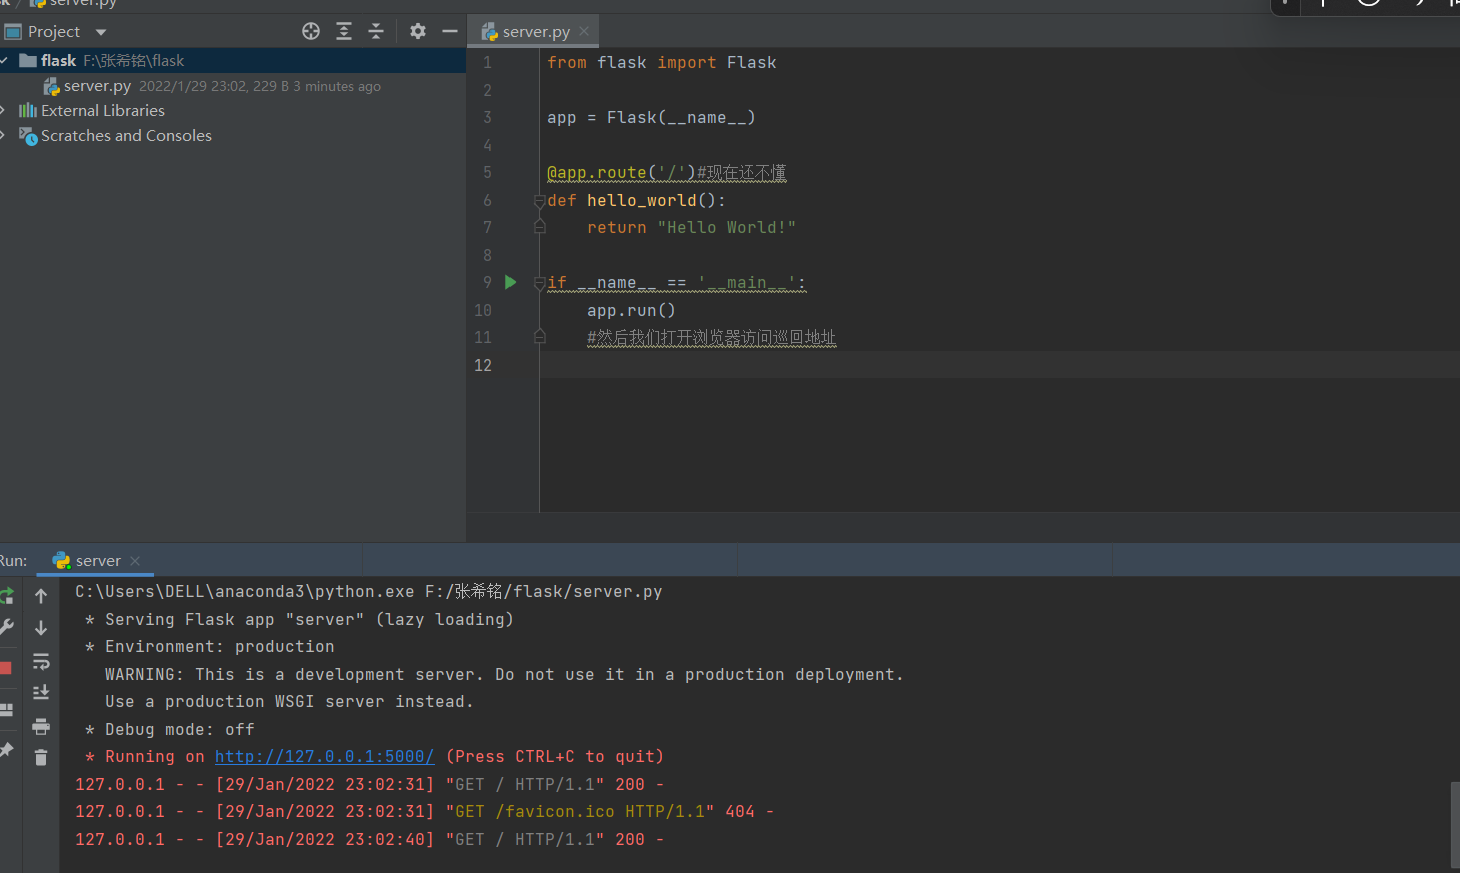 server.py
Project
server.py
flask F:\张希铭\flask
server.py 2022/1/29 23:02, 229 B 3 minutes ago
External Libraries
Scratches and Consoles
1 from flask import Flask
2
3 app = Flask(__name__)
4
5 @app.route('/')#现在还不懂
6 def hello_world():
7 return "Hello World!"
8
9 if __name__ == '__main__':
10 app.run()
11 #然后我们打开浏览器访问巡回地址
12
Run: server
C:\Users\DELL\anaconda3\python.exe F:/张希铭/flask/server.py
* Serving Flask app "server" (lazy loading)
* Environment: production
WARNING: This is a development server. Do not use it in a production deployment.
Use a production WSGI server instead.
* Debug mode: off
* Running on http://127.0.0.1:5000/ (Press CTRL+C to quit)
127.0.0.1 - - [29/Jan/2022 23:02:31] "GET / HTTP/1.1" 200 -
127.0.0.1 - - [29/Jan/2022 23:02:31] "GET /favicon.ico HTTP/1.1" 404 -
127.0.0.1 - - [29/Jan/2022 23:02:40] "GET / HTTP/1.1" 200 -